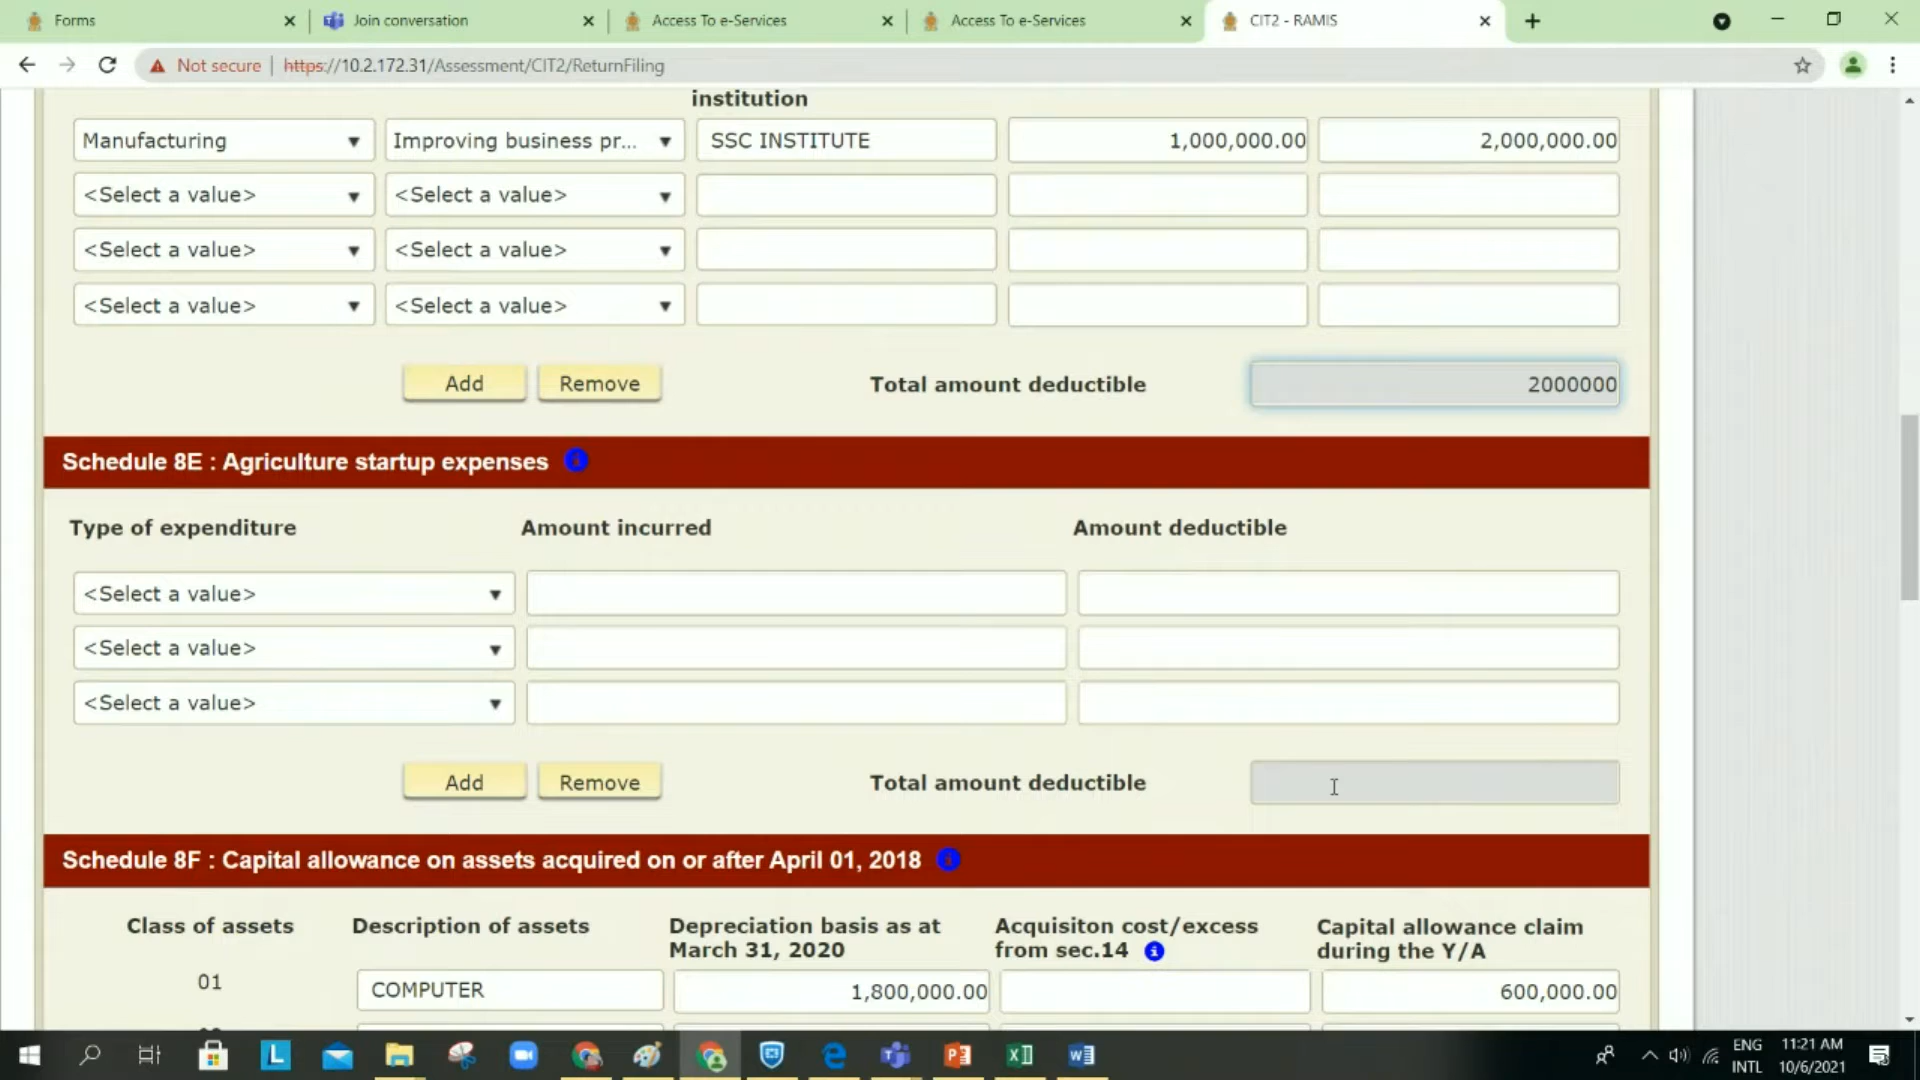 Forms
Join conversation
Access To e-Services
Access To e-Services
CIT2 - RAMIS
Not secure | https://10.2.172.31/Assessment/CIT2/ReturnFiling
institution
Manufacturing Improving business pr... SSC INSTITUTE 1,000,000.00 2,000,000.00
<Select a value> <Select a value>
<Select a value> <Select a value>
<Select a value> <Select a value>
Add Remove Total amount deductible 2000000
Schedule 8E : Agriculture startup expenses
Type of expenditure Amount incurred Amount deductible
<Select a value>
<Select a value>
<Select a value>
Add Remove Total amount deductible
Schedule 8F : Capital allowance on assets acquired on or after April 01, 2018
Class of assets Description of assets Depreciation basis as at Acquisiton cost/excess Capital allowance claim
March 31, 2020 from sec.14 during the Y/A
01 COMPUTER 1,800,000.00 600,000.00
ENG 11:21 AM
INTL 10/6/2021